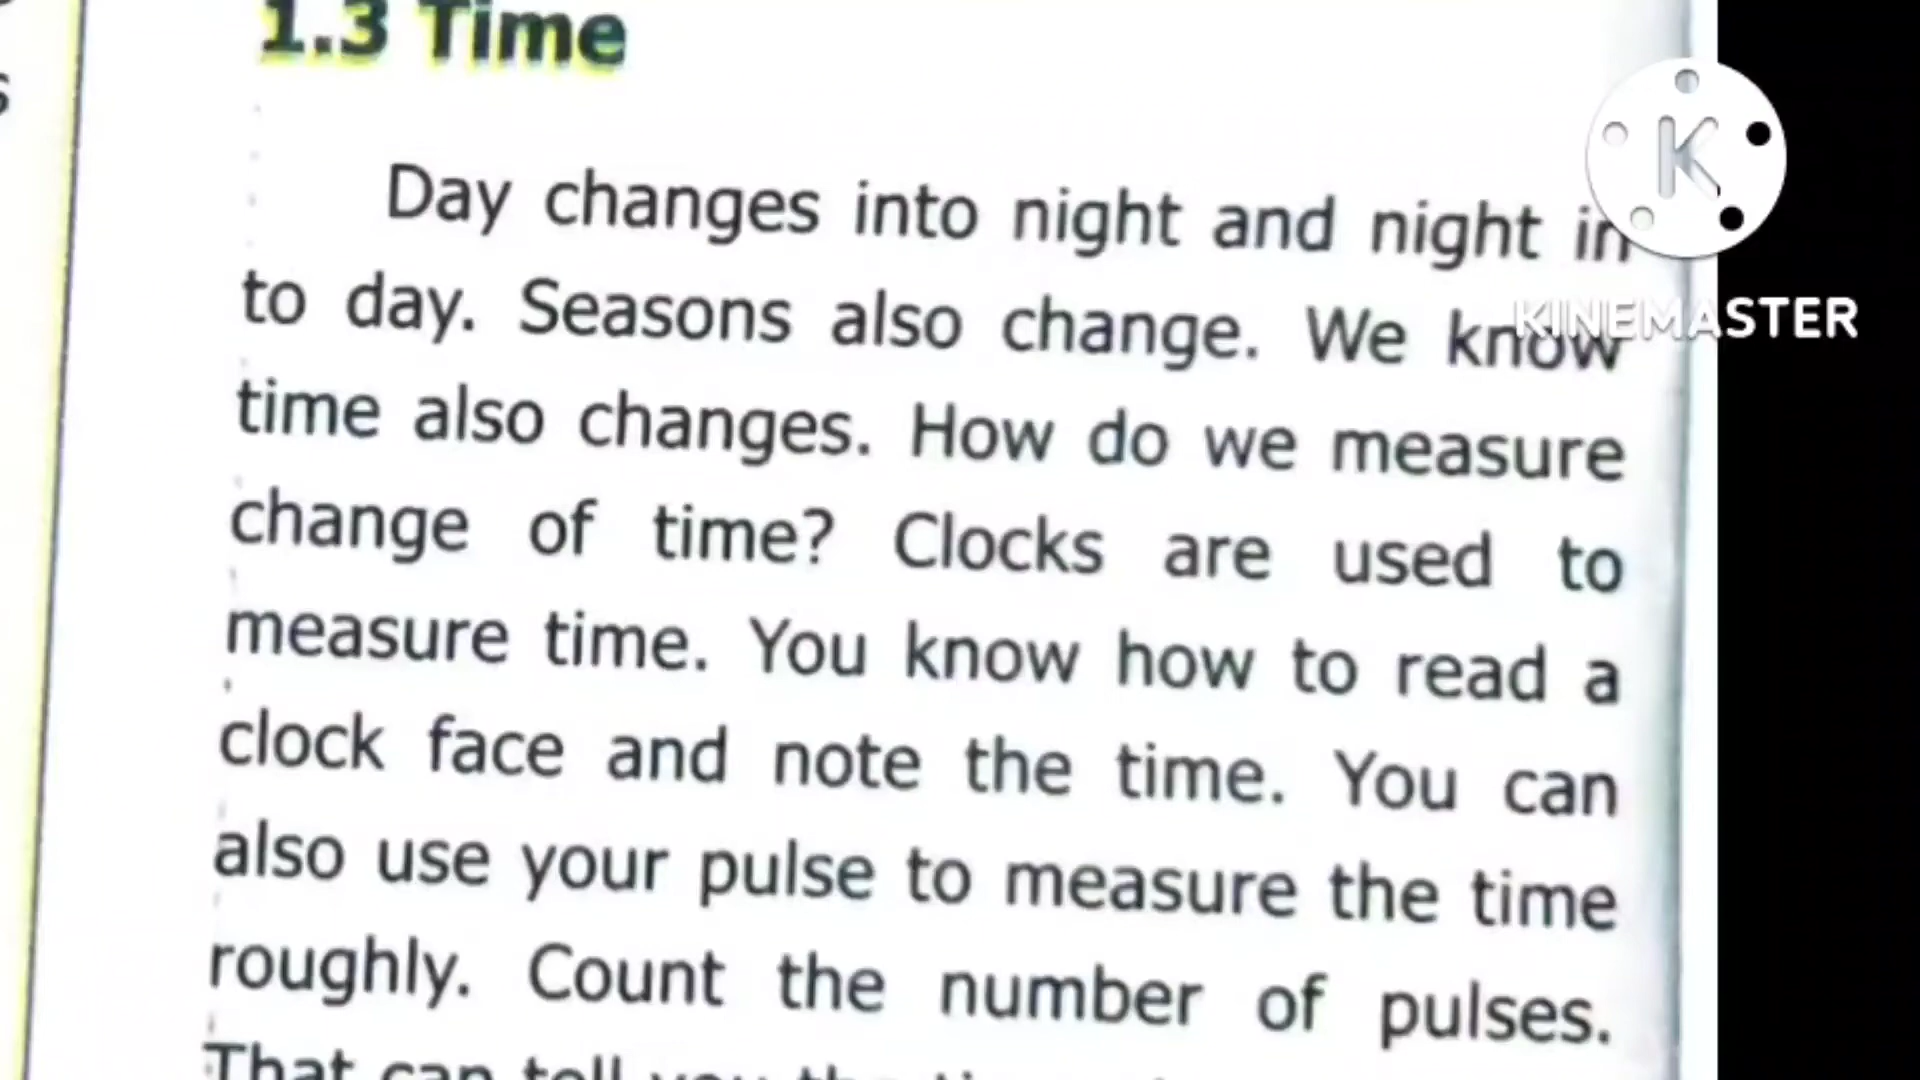 1.3 Time
Day changes into night and night in
to day. Seasons also change. We know
time also changes. How do we measure
change of time? Clocks are used to
measure time. You know how to read a
clock face and note the time. You can
also use your pulse to measure the time
roughly. Count the number of pulses.
That can tell you the
K
KINEMASTER